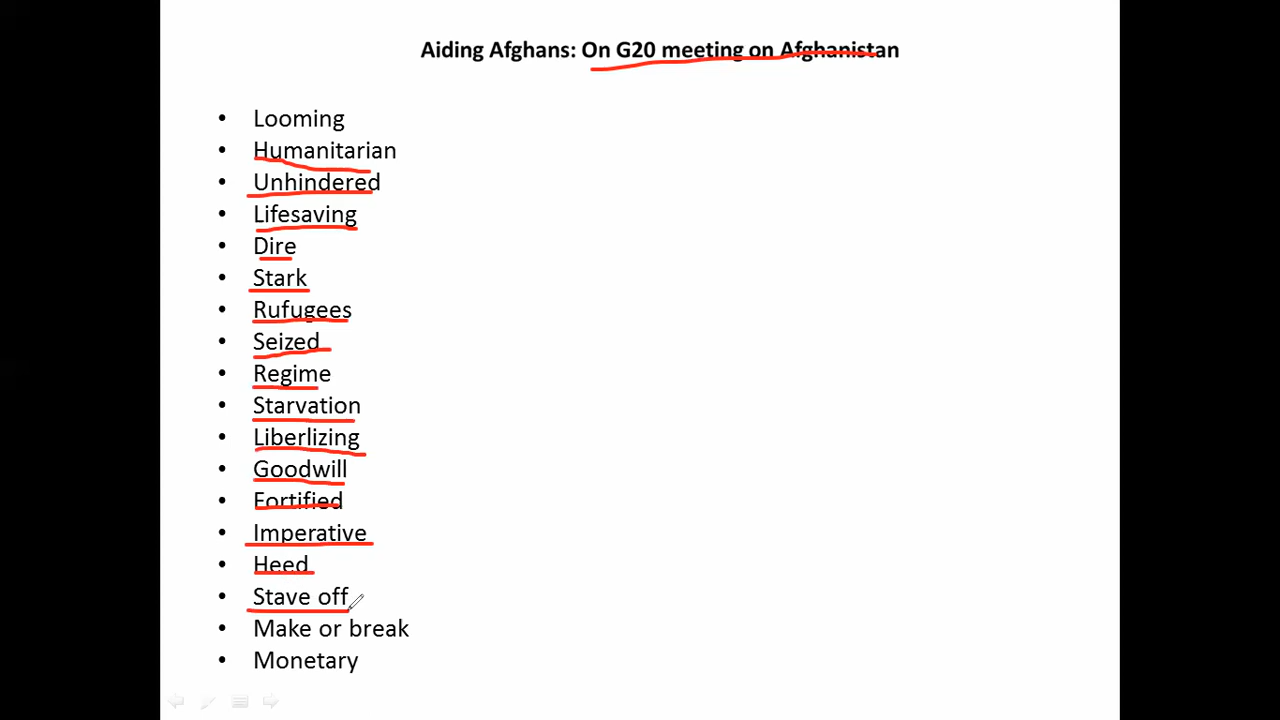 Aiding Afghans: On G20 meeting on Afghanistan
• Looming
• Humanitarian
• Unhindered
• Lifesaving
• Dire
• Stark
• Rufugees
• Seized
• Regime
• Starvation
• Liberlizing
• Goodwill
• Fortified
• Imperative
• Heed
• Stave off
• Make or break
• Monetary